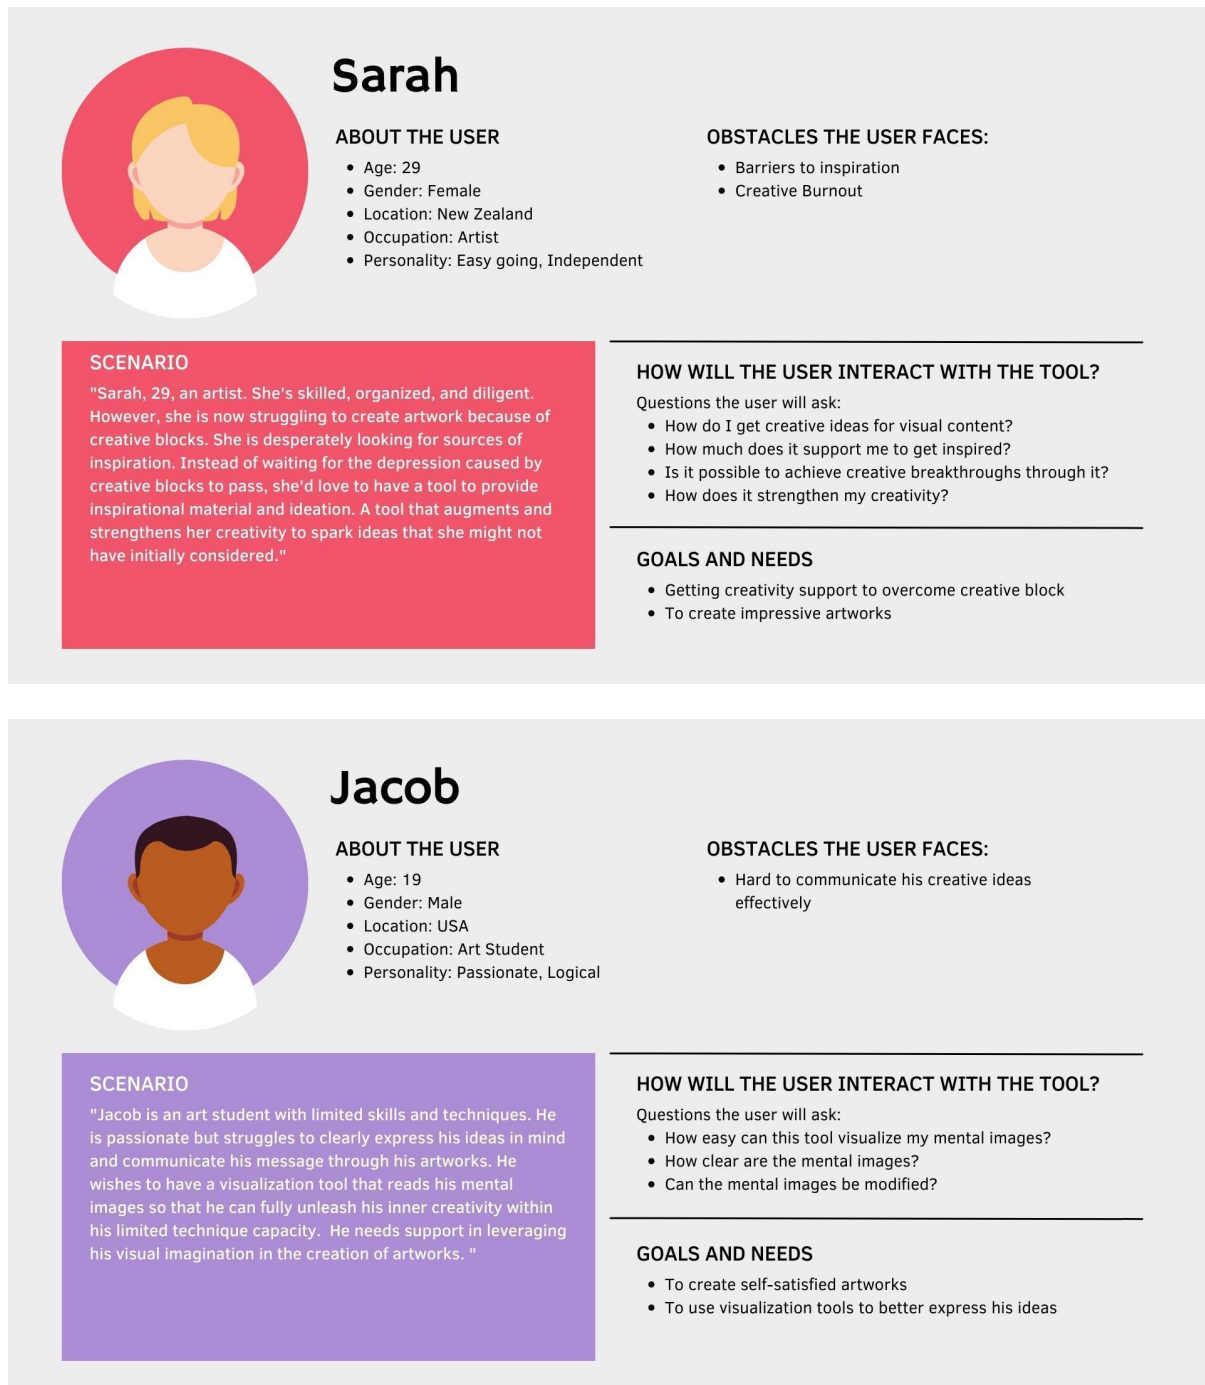 Sarah
ABOUT THE USER
• Age: 29
• Gender: Female
• Location: New Zealand
• Occupation: Artist
• Personality: Easy going, Independent
OBSTACLES THE USER FACES:
• Barriers to inspiration
• Creative Burnout
SCENARIO
"Sarah, 29, an artist. She's skilled, organized, and diligent.
However, she is now struggling to create artwork because of
creative blocks. She is desperately looking for sources of
inspiration. Instead of waiting for the depression caused by
creative blocks to pass, she'd love to have a tool to provide
inspirational material and ideation. A tool that augments and
strengthens her creativity to spark ideas that she might not
have initially considered."
HOW WILL THE USER INTERACT WITH THE TOOL?
Questions the user will ask:
• How do I get creative ideas for visual content?
• How much does it support me to get inspired?
• Is it possible to achieve creative breakthroughs through it?
• How does it strengthen my creativity?
GOALS AND NEEDS
• Getting creativity support to overcome creative block
• To create impressive artworks
Jacob
ABOUT THE USER
• Age: 19
• Gender: Male
• Location: USA
• Occupation: Art Student
• Personality: Passionate, Logical
OBSTACLES THE USER FACES:
• Hard to communicate his creative ideas
effectively
SCENARIO
"Jacob is an art student with limited skills and techniques. He
is passionate but struggles to clearly express his ideas in mind
and communicate his message through his artworks. He
wishes to have a visualization tool that reads his mental
images so that he can fully unleash his inner creativity within
his limited technique capacity.  He needs support in leveraging
his visual imagination in the creation of artworks. "
HOW WILL THE USER INTERACT WITH THE TOOL?
Questions the user will ask:
• How easy can this tool visualize my mental images?
• How clear are the mental images?
• Can the mental images be modified?
GOALS AND NEEDS
• To create self-satisfied artworks
• To use visualization tools to better express his ideas